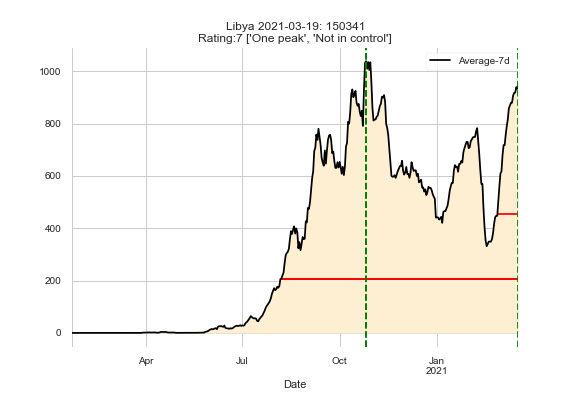 Libya 2021-03-19: 150341
Rating:7 ['One peak', 'Not in control']
Average-7d
1000
800
600
400
200
0
Apr
Jul
Oct
Jan
2021
Date